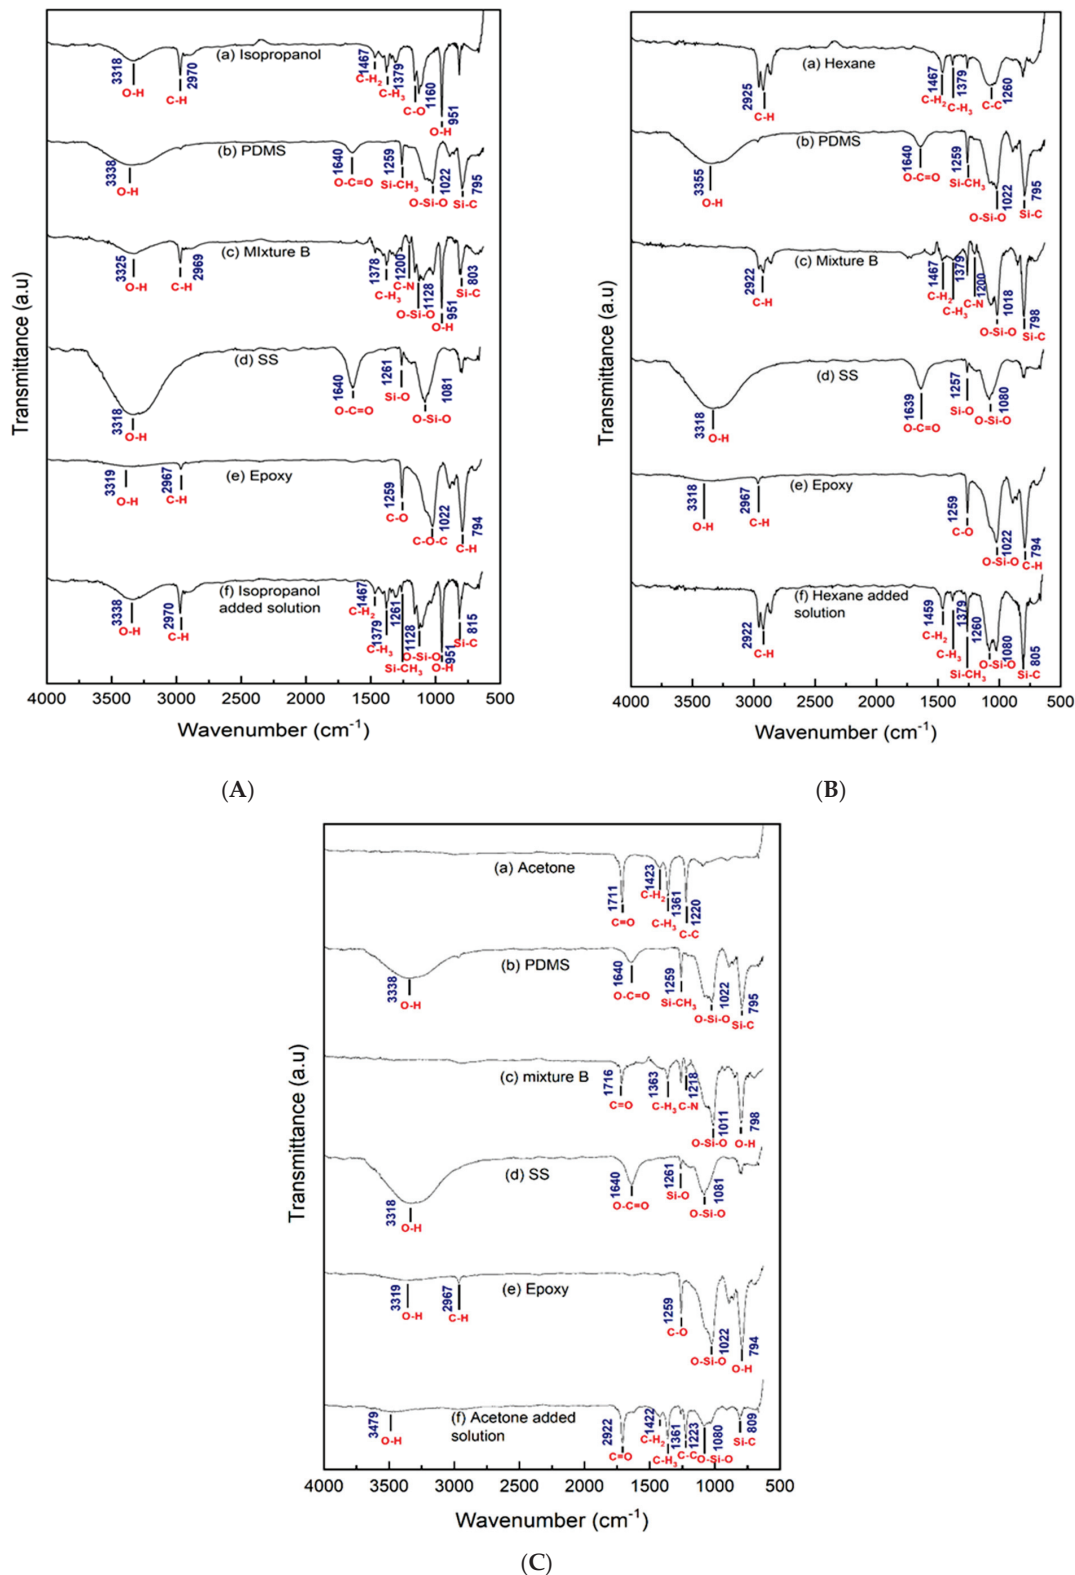 4000 3500 3000 2500 2000 1500 1000 500
Wavenumber (cm-1)
Transmittance (a.u)
(a) Isopropanol
3318 2970 1467 1379 1160 951
O-H C-H C-H2 C-H3 C-O O-H
(b) PDMS
3338 1640 1259 1022 795
O-H O-C=O Si-CH3 O-Si-O Si-C
(c) MIxture B
3325 2969 1378 1200 1128 951 803
O-H C-H C-H3 C-N O-Si-O O-H Si-C
(d) SS
3318 1640 1261 1081
O-H O-C=O Si-O O-Si-O
(e) Epoxy
3319 2967 1259 1022 794
O-H C-H C-O C-O-C C-H
(f) Isopropanol
added solution
3338 2970 1467 1379 1261 1128 951 815
O-H C-H C-H2 C-H3 Si-CH3 O-Si-O O-H Si-C
(A)
4000 3500 3000 2500 2000 1500 1000 500
Wavenumber (cm-1)
Transmittance (a.u)
(a) Hexane
2925 1467 1379 1260
C-H C-H2 C-H3 C-C
(b) PDMS
3355 1640 1259 1022 795
O-H O-C=O Si-CH3 O-Si-O Si-C
(c) Mixture B
2922 1467 1379 1200 1018 798
C-H C-H2 C-H3 C-N O-Si-O Si-C
(d) SS
3318 1639 1257 1080
O-H O-C=O Si-O O-Si-O
(e) Epoxy
3318 2967 1259 1022 794
O-H C-H C-O O-Si-O C-H
(f) Hexane added
solution
2922 1459 1379 1260 1080 805
C-H C-H2 C-H3 Si-CH3 O-Si-O Si-C
(B)
Transmittance (a.u)
(a) Acetone
1711 1423 1361 1220
C=O C-H2 C-H3 C-C
(b) PDMS
3338 1640 1259 1022 795
O-H O-C=O Si-CH3 O-Si-O Si-C
(c) mixture B
1716 1363 1218 1011 798
C=O C-H3 C-N O-Si-O O-H
(d) SS
3318 1640 1261 1081
O-H O-C=O Si-O O-Si-O
(e) Epoxy
3319 2967 1259 1022 794
O-H C-H C-O O-Si-O O-H
(f) Acetone added
solution
3479 2922 1422 1361 1223 1080 809
O-H C=O C-H2 C-H3 C-C O-Si-O Si-C
4000 3500 3000 2500 2000 1500 1000 500
Wavenumber (cm-1)
(C)